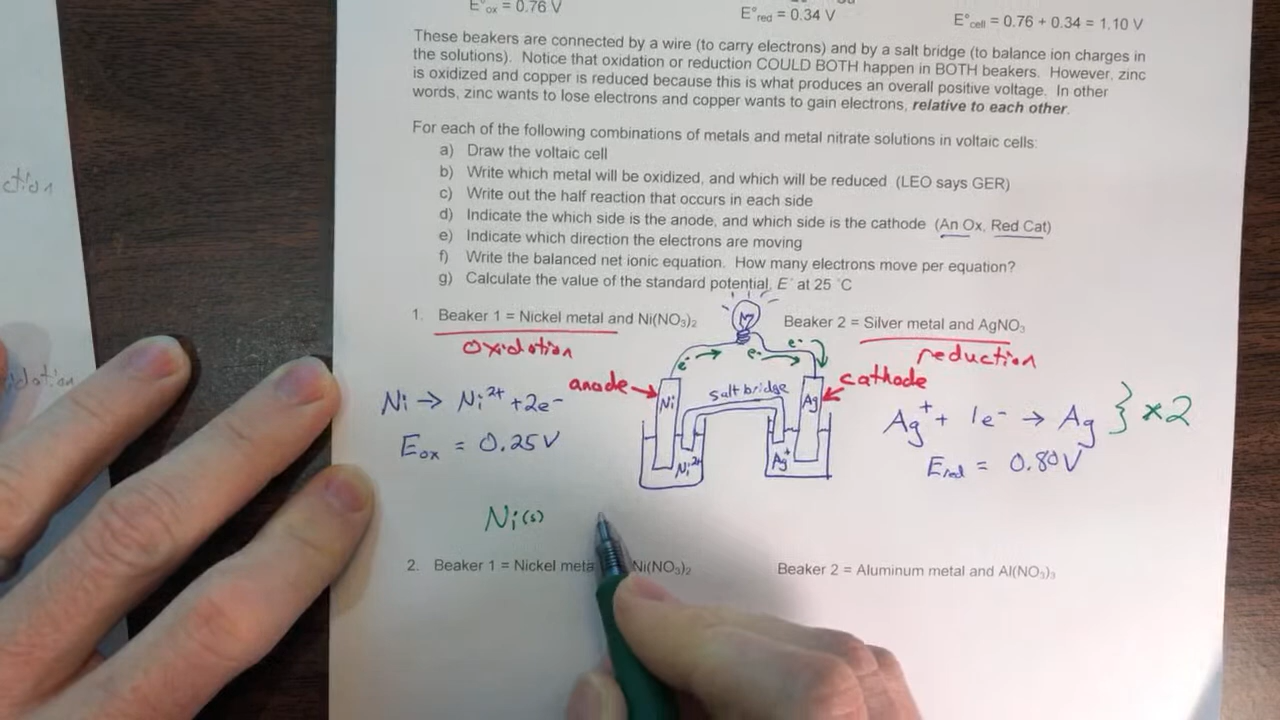 E°ox = 0.76 V
E°red = 0.34 V
E°cell = 0.76 + 0.34 = 1.10 V
These beakers are connected by a wire (to carry electrons) and by a salt bridge (to balance ion charges in
the solutions). Notice that oxidation or reduction COULD BOTH happen in BOTH beakers. However, zinc
is oxidized and copper is reduced because this is what produces an overall positive voltage. In other
words, zinc wants to lose electrons and copper wants to gain electrons, relative to each other.
For each of the following combinations of metals and metal nitrate solutions in voltaic cells:
a) Draw the voltaic cell
b) Write which metal will be oxidized, and which will be reduced (LEO says GER)
c) Write out the half reaction that occurs in each side
d) Indicate the which side is the anode, and which side is the cathode (An Ox, Red Cat)
e) Indicate which direction the electrons are moving
f) Write the balanced net ionic equation. How many electrons move per equation?
g) Calculate the value of the standard potential, E° at 25 °C
1. Beaker 1 = Nickel metal and Ni(NO₃)₂
Beaker 2 = Silver metal and AgNO₃
oxidation
reduction
e⁻
e⁻
e⁻
anode
cathode
Ni
salt bridge
Ag
Ni → Ni²⁺ + 2e⁻
Ag⁺ + 1e⁻ → Ag } × 2
Eox = 0.25V
Ered = 0.80V
Ni²⁺
Ag⁺
Ni(s)
2. Beaker 1 = Nickel meta
Ni(NO₃)₂
Beaker 2 = Aluminum metal and Al(NO₃)₃